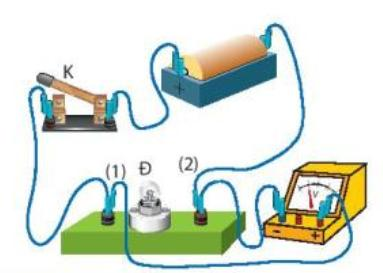 K
+
(1) Đ (2)
V
- +